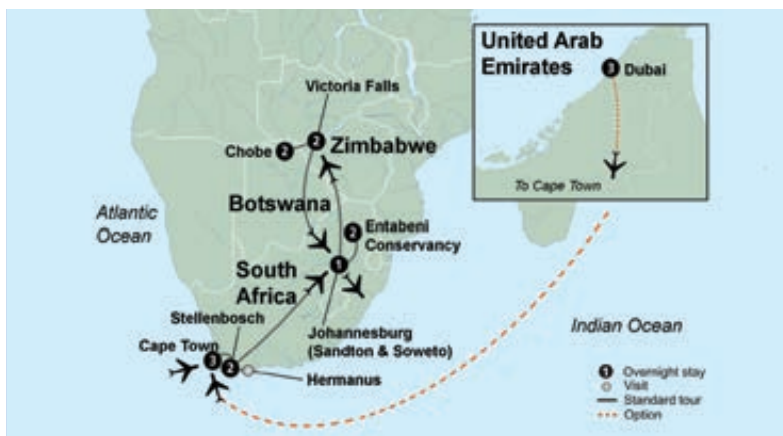 United Arab
Emirates
3 Dubai
To Cape Town
Victoria Falls
2 Zimbabwe
Chobe 2
Botswana
Atlantic
Ocean
2 Entabeni
Conservancy
1
South
Africa
Stellenbosch
Cape Town
3
2
Johannesburg
(Sandton & Soweto)
Hermanus
Indian Ocean
1 Overnight stay
Visit
Standard tour
Option